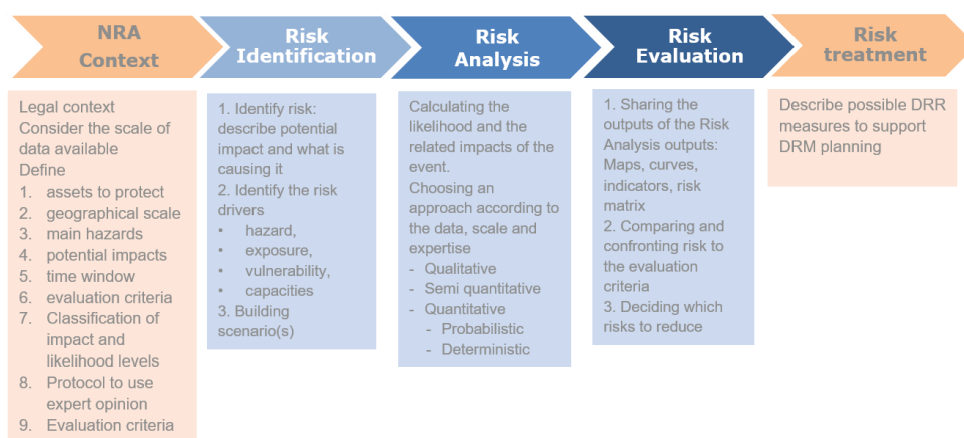 NRA
Context
Risk
Identification
Risk
Analysis
Risk
Evaluation
Risk
treatment
Legal context
Consider the scale of
data available
Define
1. assets to protect
2. geographical scale
3. main hazards
4. potential impacts
5. time window
6. evaluation criteria
7. Classification of
impact and
likelihood levels
8. Protocol to use
expert opinion
9. Evaluation criteria
1. Identify risk:
describe potential
impact and what is
causing it
2. Identify the risk
drivers
• hazard,
• exposure,
• vulnerability,
• capacities
3. Building
scenario(s)
Calculating the
likelihood and the
related impacts of the
event.
Choosing an
approach according to
the data, scale and
expertise
- Qualitative
- Semi quantitative
- Quantitative
- Probabilistic
- Deterministic
1. Sharing the
outputs of the Risk
Analysis outputs:
Maps, curves,
indicators, risk
matrix
2. Comparing and
confronting risk to
the evaluation
criteria
3. Deciding which
risks to reduce
Describe possible DRR
measures to support
DRM planning